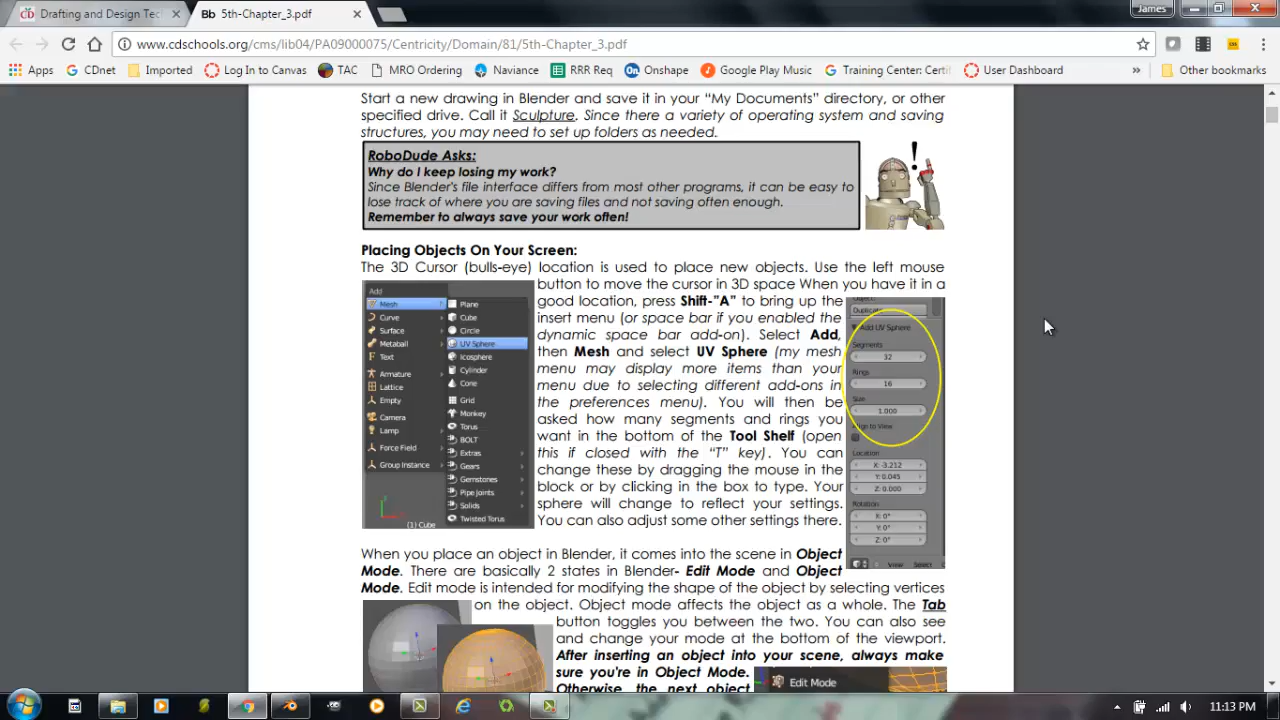 Drafting and Design Tec
Bb 5th-Chapter_3.pdf
James
www.cdschools.org/cms/lib04/PA09000075/Centricity/Domain/81/5th-Chapter_3.pdf
Apps
CDnet
Imported
Log In to Canvas
TAC
MRO Ordering
Naviance
RRR Req
On Onshape
Google Play Music
Training Center: Certi
User Dashboard
»
Other bookmarks
Start a new drawing in Blender and save it in your “My Documents” directory, or other
specified drive. Call it Sculpture. Since there a variety of operating system and saving
structures, you may need to set up folders as needed.
RoboDude Asks:
Why do I keep losing my work?
Since Blender's file interface differs from most other programs, it can be easy to
lose track of where you are saving files and not saving often enough.
Remember to always save your work often!
!
Placing Objects On Your Screen:
The 3D Cursor (bulls-eye) location is used to place new objects. Use the left mouse
button to move the cursor in 3D space When you have it in a
good location, press Shift-"A" to bring up the
insert menu (or space bar if you enabled the
dynamic space bar add-on). Select Add,
then Mesh and select UV Sphere (my mesh
menu may display more items than your
menu due to selecting different add-ons in
the preferences menu). You will then be
asked how many segments and rings you
want in the bottom of the Tool Shelf (open
this if closed with the “T” key). You can
change these by dragging the mouse in the
block or by clicking in the box to type. Your
sphere will change to reflect your settings.
You can also adjust some other settings there.
Add
Mesh
Curve
Surface
Metaball
Text
Armature
Lattice
Empty
Camera
Lamp
Force Field
Group Instance
Plane
Cube
Circle
UV Sphere
Icosphere
Cylinder
Cone
Grid
Monkey
Torus
BOLT
Extras
Gears
Gemstones
Pipe Joints
Solids
Twisted Torus
(1) Cube
Object:
Duplicate
Add UV Sphere
Segments
32
Rings
16
Size
1.000
Align to View
Location
X: -3.212
Y: 0.045
Z: 0.000
Rotation
X: 0°
Y: 0°
Z: 0°
View Select
When you place an object in Blender, it comes into the scene in Object
Mode. There are basically 2 states in Blender- Edit Mode and Object
Mode. Edit mode is intended for modifying the shape of the object by selecting vertices
on the object. Object mode affects the object as a whole. The Tab
button toggles you between the two. You can also see
and change your mode at the bottom of the viewport.
After inserting an object into your scene, always make
sure you're in Object Mode.
Otherwise, the next object
Edit Mode
11:13 PM